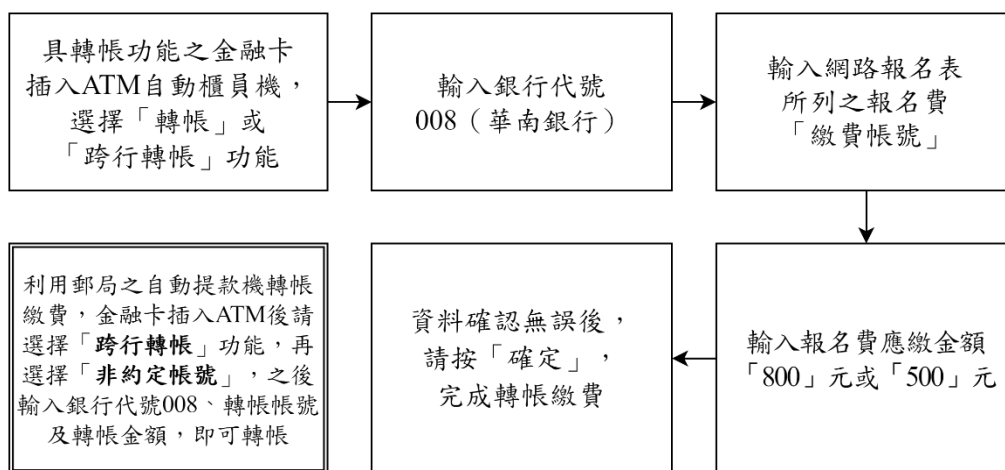 具轉帳功能之金融卡
插入ATM自動櫃員機，
選擇「轉帳」或
「跨行轉帳」功能
輸入銀行代號
008（華南銀行）
輸入網路報名表
所列之報名費
「繳費帳號」
輸入報名費應繳金額
「800」元或「500」元
資料確認無誤後，
請按「確定」，
完成轉帳繳費
利用郵局之自動提款機轉帳
繳費，金融卡插入ATM後請
選擇「跨行轉帳」功能，再
選擇「非約定帳號」，之後
輸入銀行代號008、轉帳帳號
及轉帳金額，即可轉帳